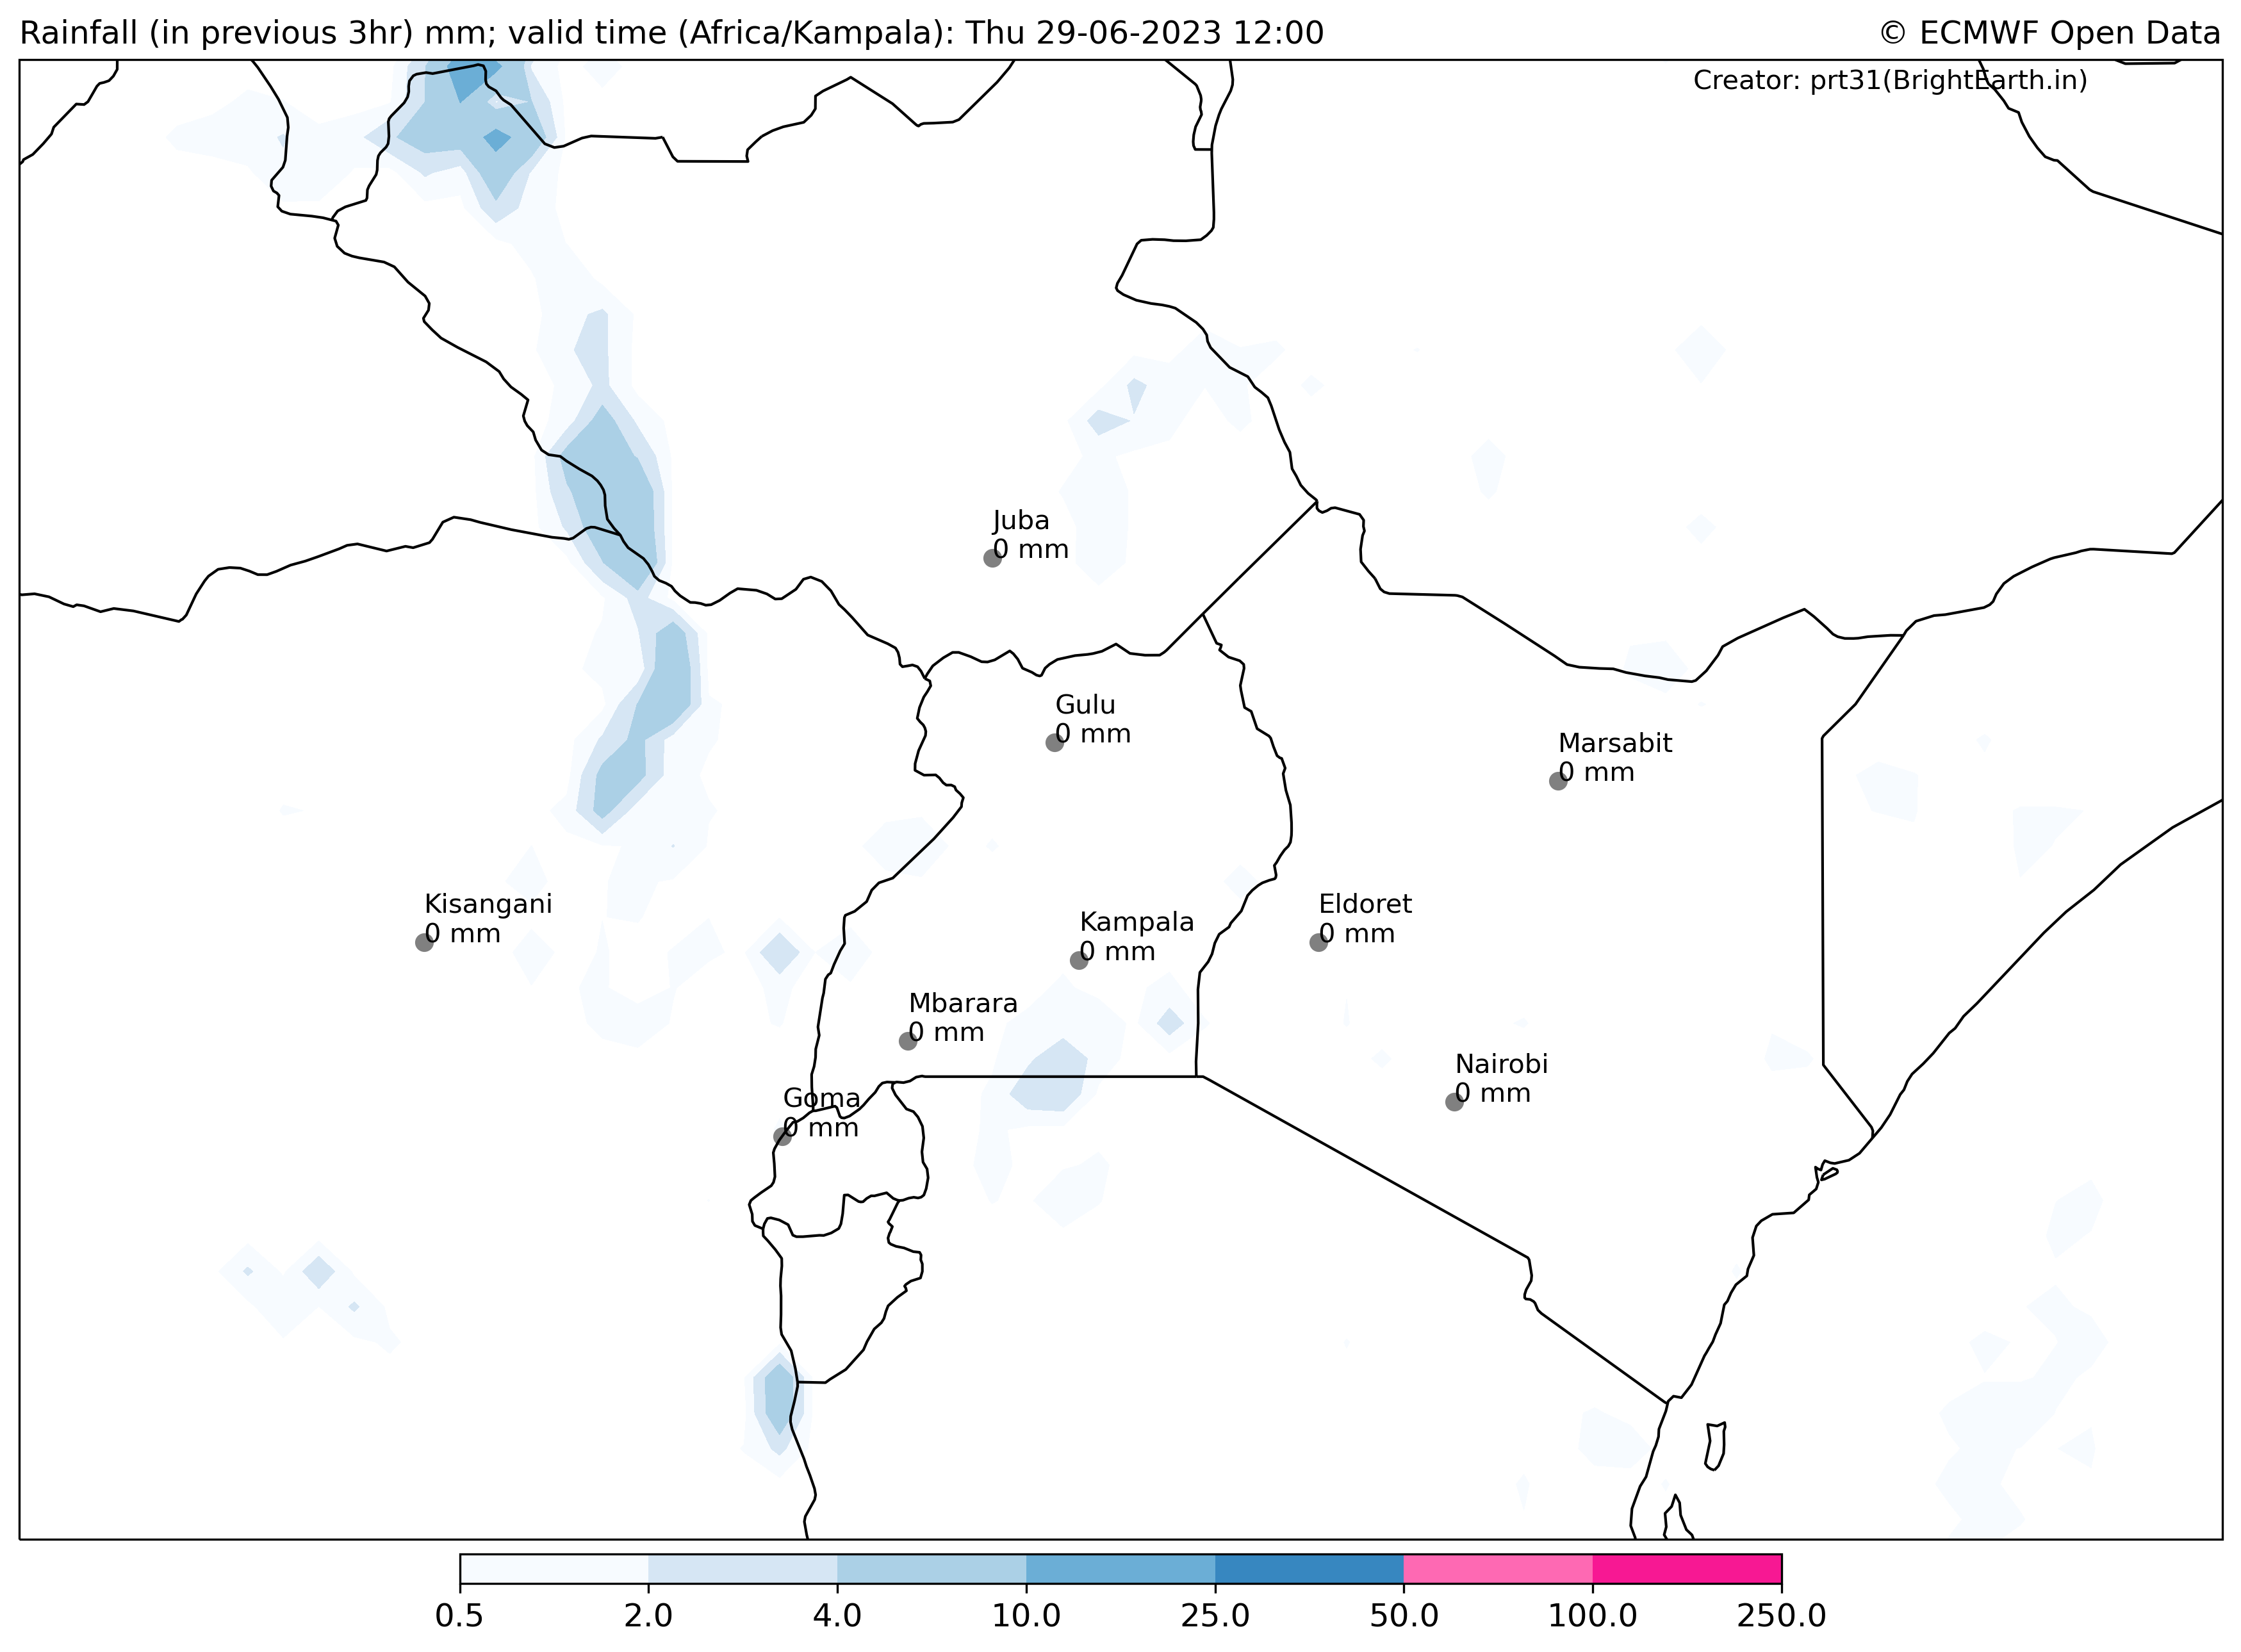 Rainfall (in previous 3hr) mm; valid time (Africa/Kampala): Thu 29-06-2023 12:00
© ECMWF Open Data
Creator: prt31(BrightEarth.in)
Juba
0 mm
Gulu
0 mm
Marsabit
0 mm
Kisangani
0 mm
Kampala
0 mm
Eldoret
0 mm
Mbarara
0 mm
Nairobi
0 mm
Goma
0 mm
0.5 2.0 4.0 10.0 25.0 50.0 100.0 250.0